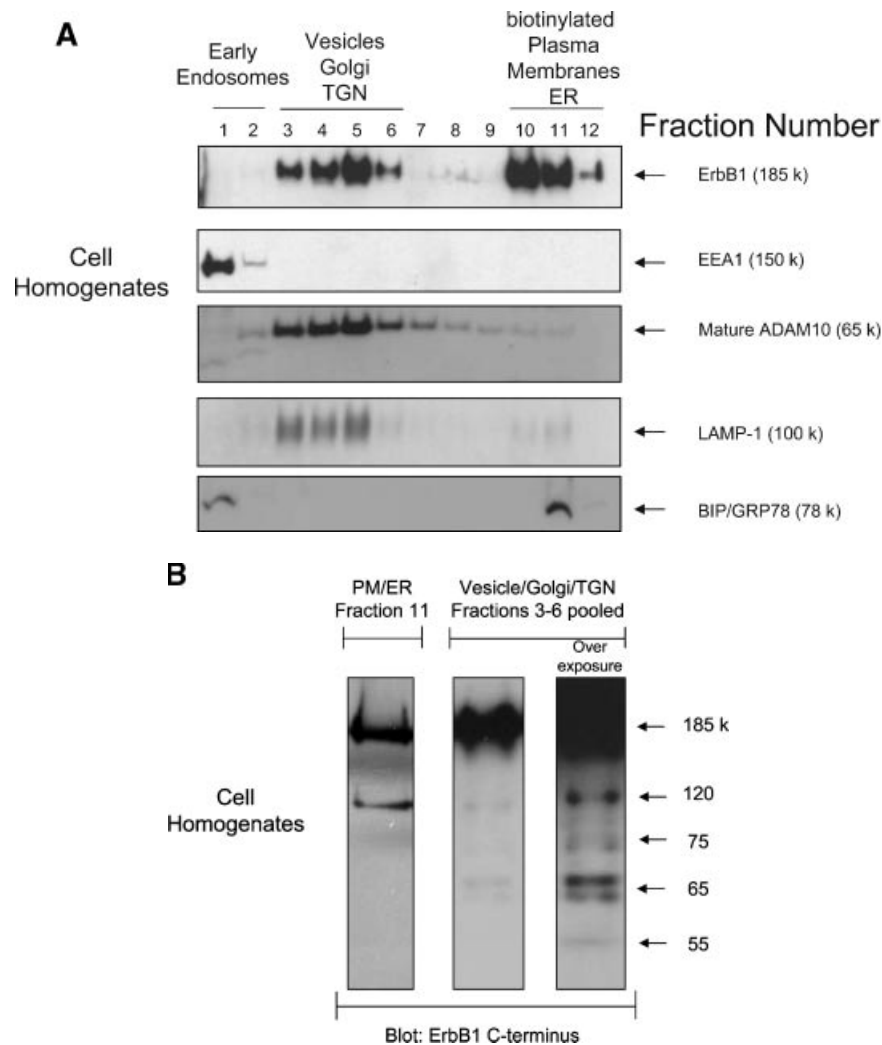 A
Early
Endosomes
Vesicles
Golgi
TGN
biotinylated
Plasma
Membranes
ER
1 2 3 4 5 6 7 8 9 10 11 12
Fraction Number
ErbB1 (185 k)
Cell
Homogenates
EEA1 (150 k)
Mature ADAM10 (65 k)
LAMP-1 (100 k)
BIP/GRP78 (78 k)
B
PM/ER
Fraction 11
Vesicle/Golgi/TGN
Fractions 3-6 pooled
Over
exposure
185 k
120
Cell
Homogenates
75
65
55
Blot: ErbB1 C-terminus